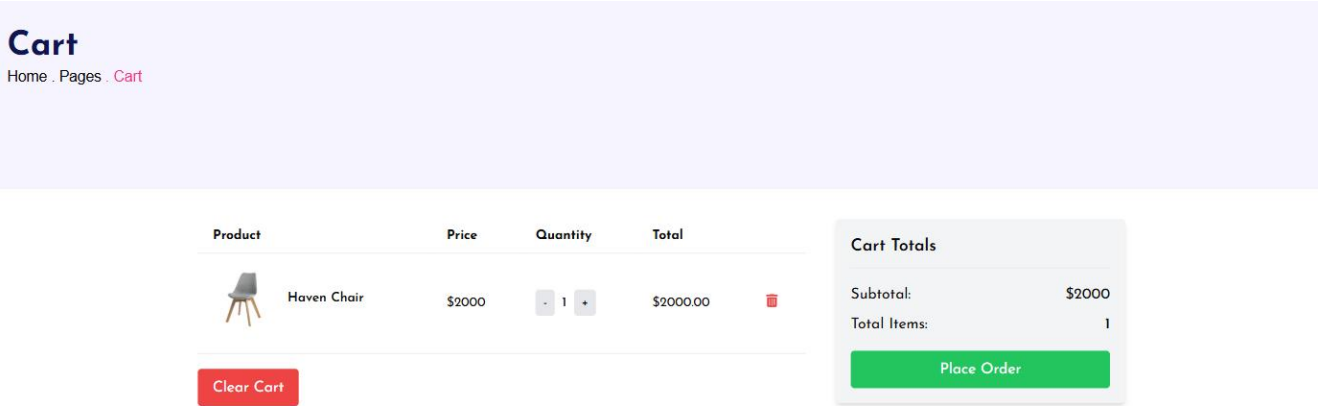 Cart
Home . Pages . Cart
Product Price Quantity Total
Haven Chair $2000 - 1 + $2000.00
Clear Cart
Cart Totals
Subtotal: $2000
Total Items: 1
Place Order